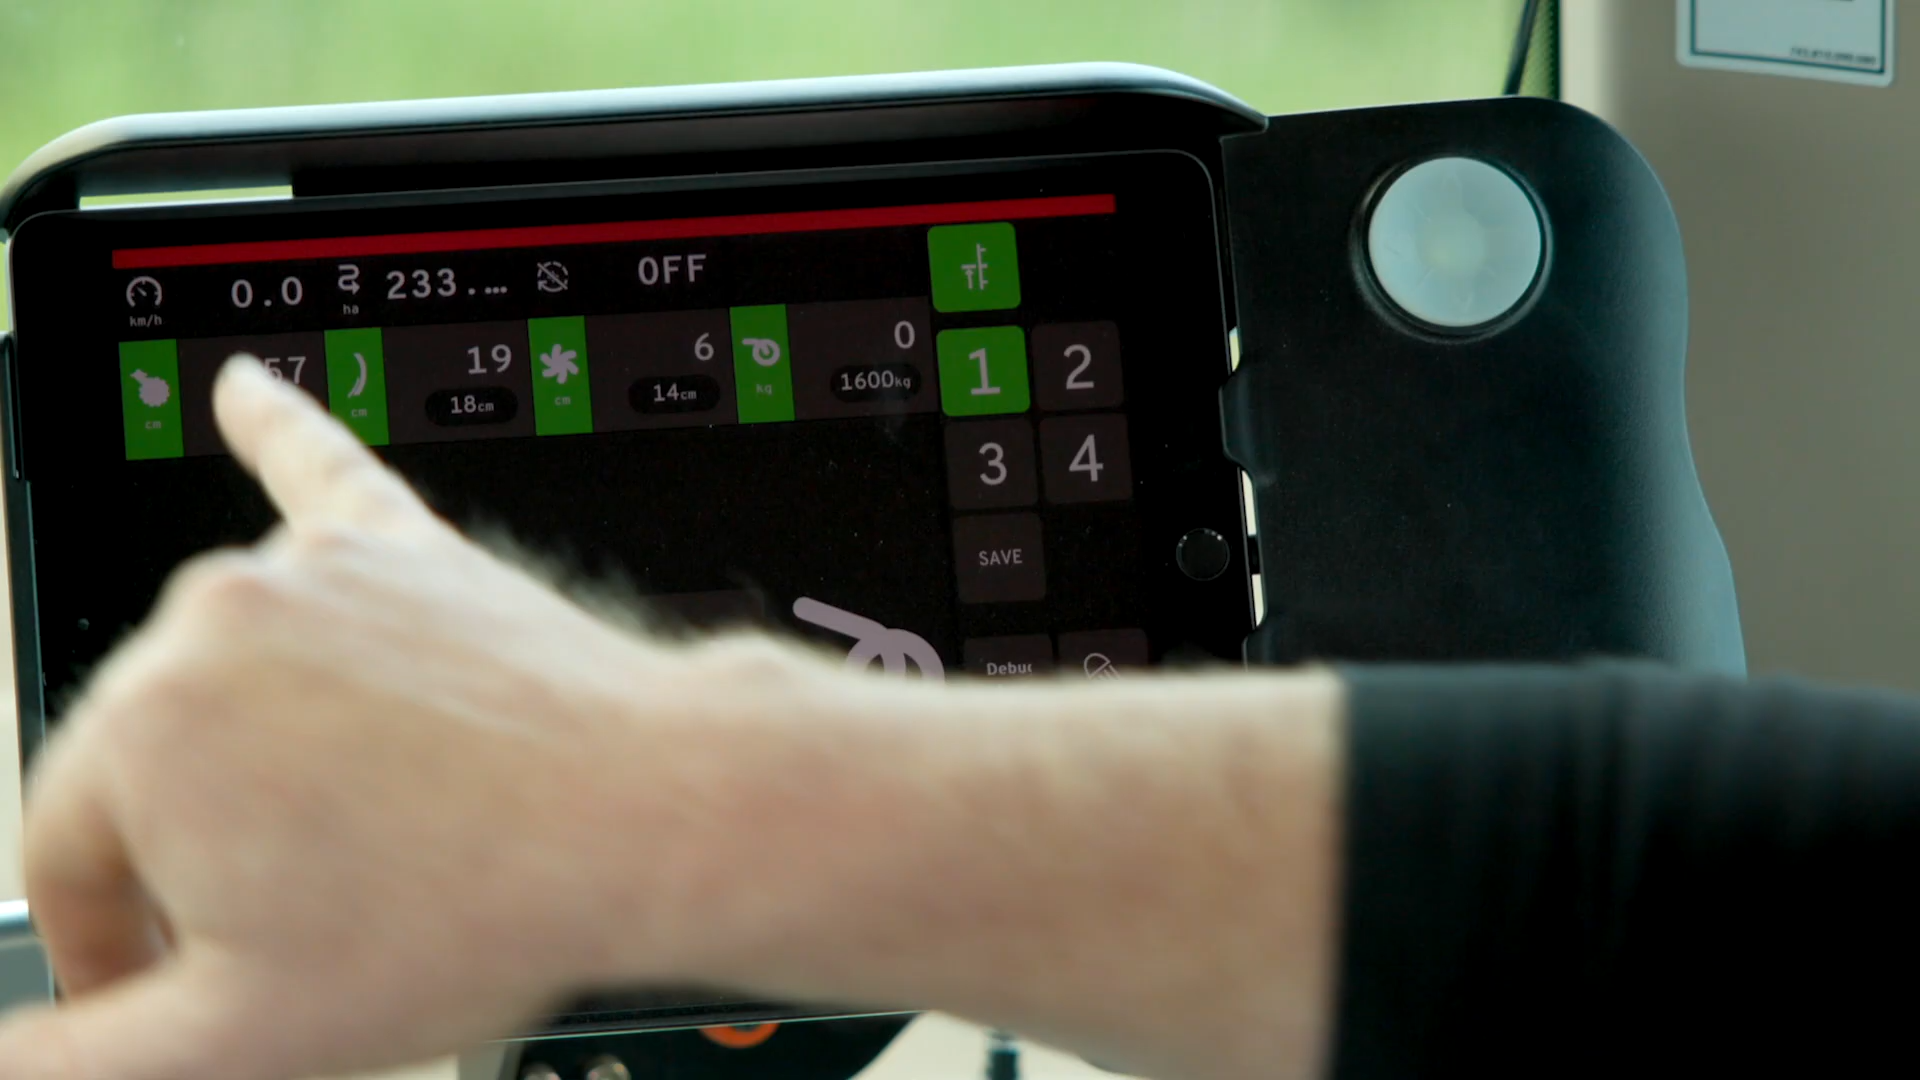 0.0 233.… OFF
km/h ha
57 19 6 0
18cm 14cm 1600kg
cm cm cm kg
1 2
3 4
SAVE
Debug